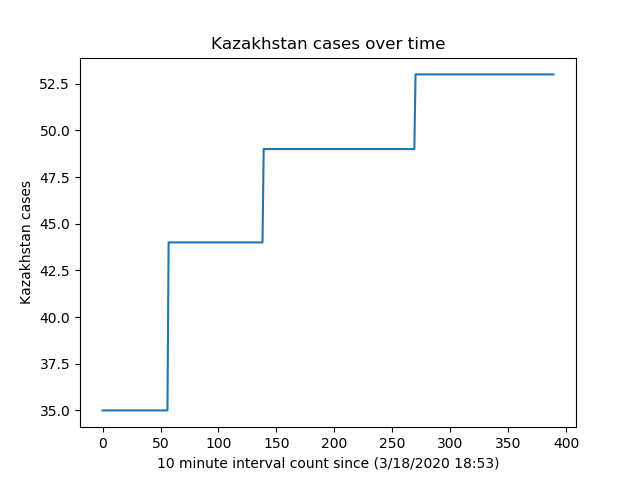 Kazakhstan cases over time
52.5
50.0
47.5
45.0
42.5
40.0
37.5
35.0
Kazakhstan cases
0 50 100 150 200 250 300 350 400
10 minute interval count since (3/18/2020 18:53)